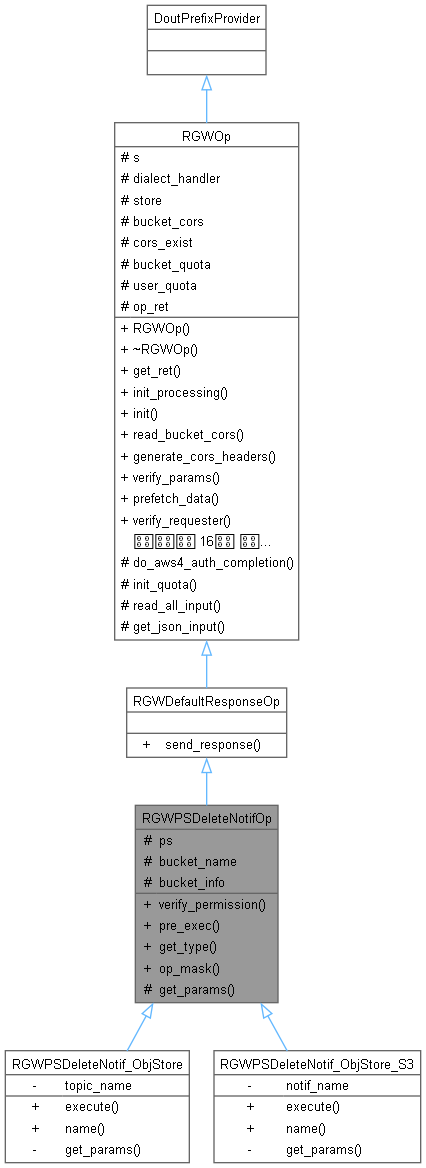 DoutPrefixProvider
RGWOp
# s
# dialect_handler
# store
# bucket_cors
# cors_exist
# bucket_quota
# user_quota
# op_ret
+ RGWOp()
+ ~RGWOp()
+ get_ret()
+ init_processing()
+ init()
+ read_bucket_cors()
+ generate_cors_headers()
+ verify_params()
+ prefetch_data()
+ verify_requester()
16 ...
# do_aws4_auth_completion()
# init_quota()
# read_all_input()
# get_json_input()
RGWDefaultResponseOp
+ send_response()
RGWPSDeleteNotifOp
# ps
# bucket_name
# bucket_info
+ verify_permission()
+ pre_exec()
+ get_type()
+ op_mask()
# get_params()
RGWPSDeleteNotif_ObjStore
- topic_name
+ execute()
+ name()
- get_params()
RGWPSDeleteNotif_ObjStore_S3
- notif_name
+ execute()
+ name()
- get_params()